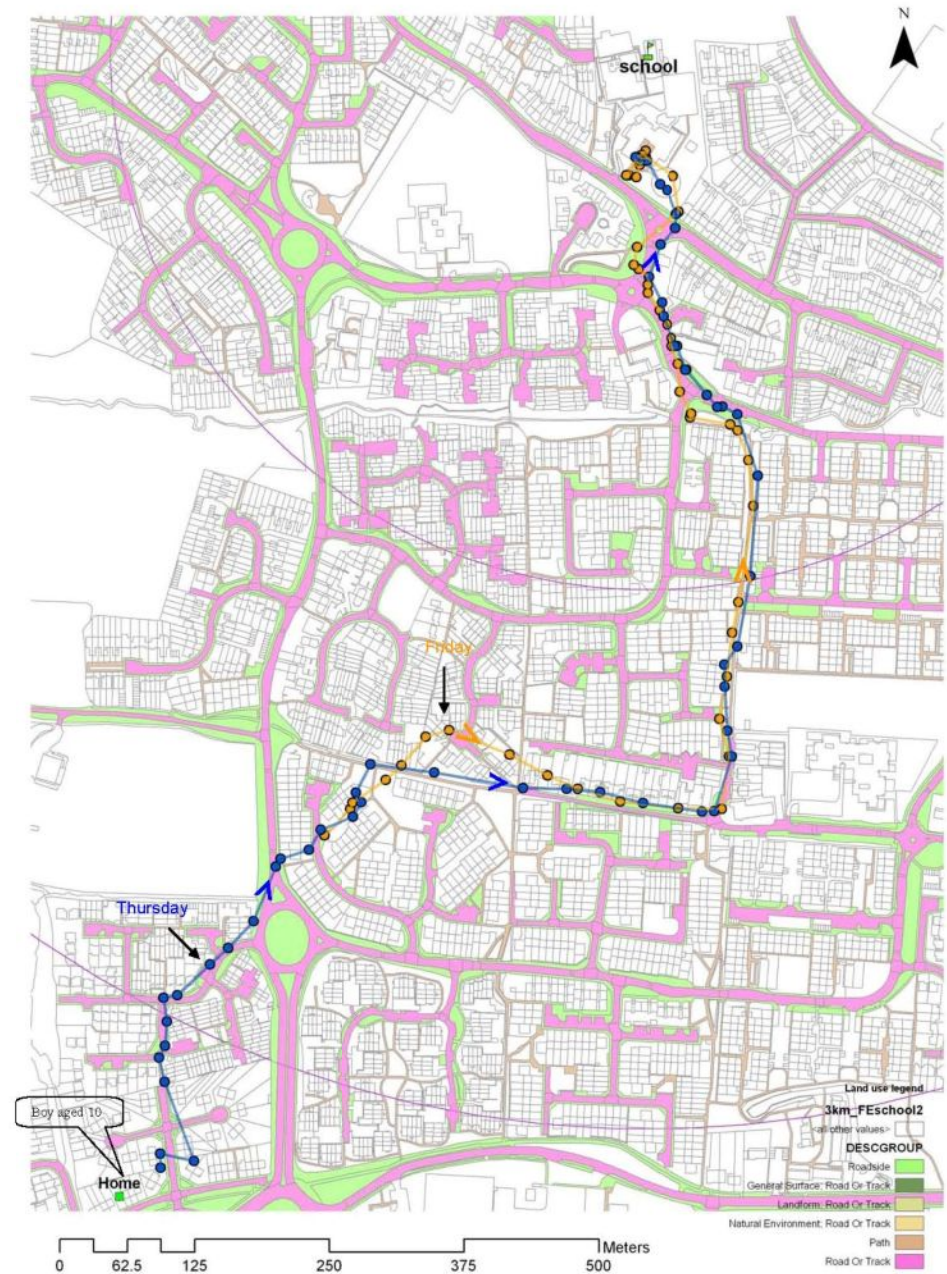 N
school
Friday
Thursday
Boy aged 10
Home
Land use legend
3km_FEschool2
<all other values>
DESCGROUP
Roadside
General Surface; Road Or Track
Landform; Road Or Track
Natural Environment; Road Or Track
Path
Road Or Track
Meters
0 62.5 125 250 375 500